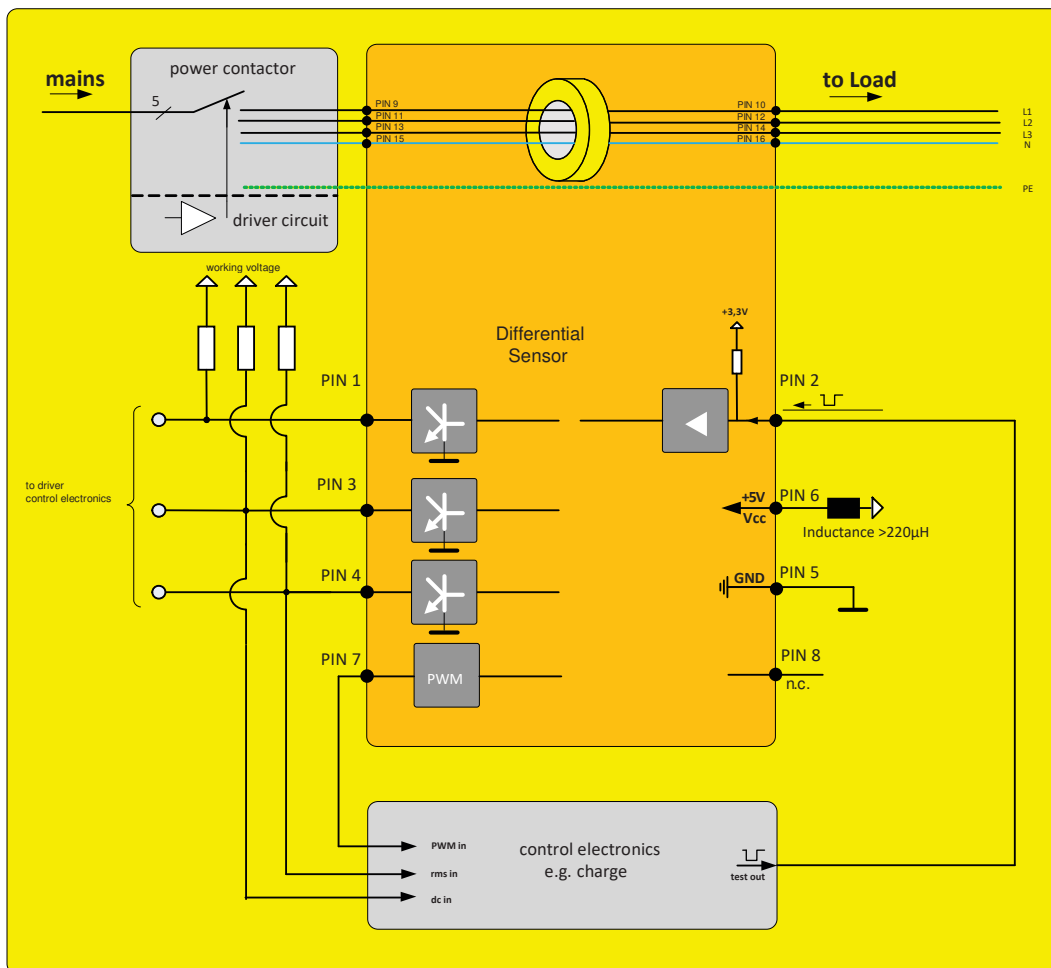 power contactor
mains
5
to Load
PIN 9
PIN 11
PIN 13
PIN 15
PIN 10
PIN 12
PIN 14
PIN 16
L1
L2
L3
N
PE
driver circuit
working voltage
+3,3V
Differential
Sensor
PIN 1
PIN 2
to driver
control electronics
PIN 3
+5V
Vcc
PIN 6
Inductance >220µH
PIN 4
GND
PIN 5
PIN 7
PWM
PIN 8
n.c.
PWM in
rms in
dc in
control electronics
e.g. charge
test out